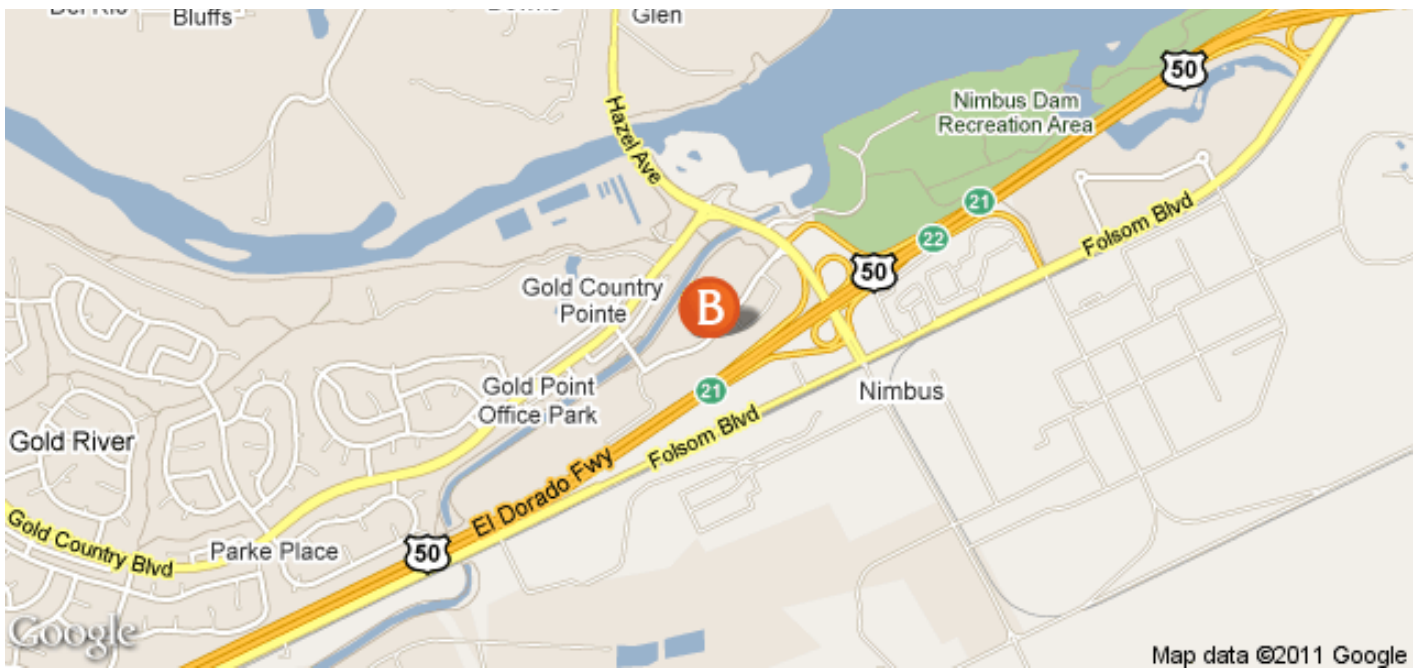 Bluffs
Glen
50
Nimbus Dam
Recreation Area
Hazel Ave
21
Folsom Blvd
22
50
Gold Country
Pointe
B
21
Gold Point
Office Park
Nimbus
Folsom Blvd
Gold River
El Dorado Fwy
Gold Country Blvd
Parke Place
50
Google
Map data ©2011 Google